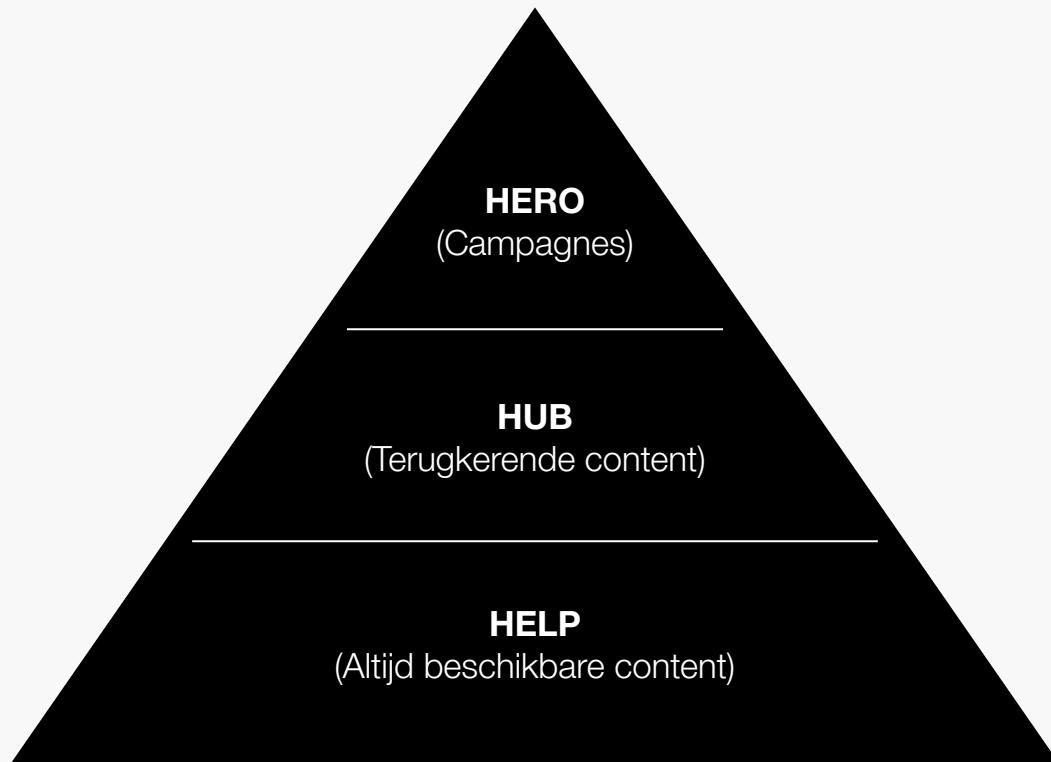 HERO
(Campagnes)
HUB
(Terugkerende content)
HELP
(Altijd beschikbare content)